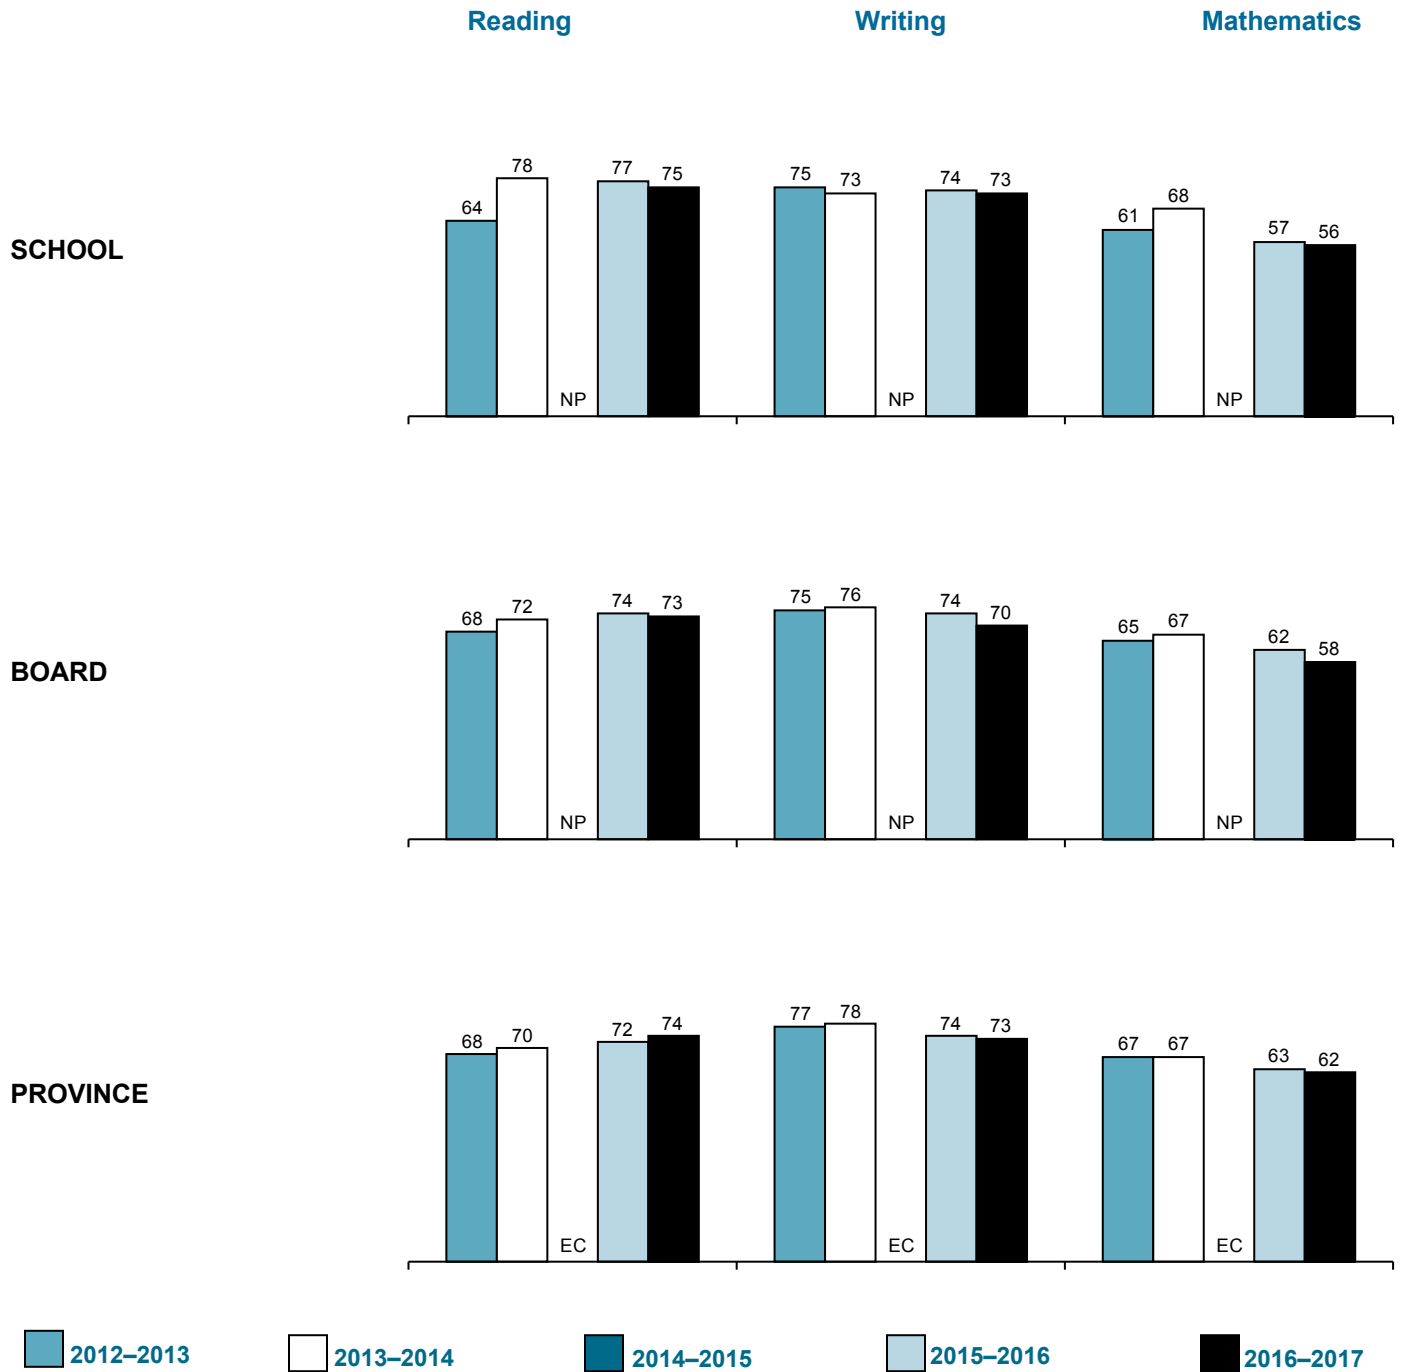 Reading Writing Mathematics
SCHOOL
64 78 NP 77 75 75 73 NP 74 73 61 68 NP 57 56
BOARD
68 72 NP 74 73 75 76 NP 74 70 65 67 NP 62 58
PROVINCE
68 70 EC 72 74 77 78 EC 74 73 67 67 EC 63 62
2012–2013 2013–2014 2014–2015 2015–2016 2016–2017